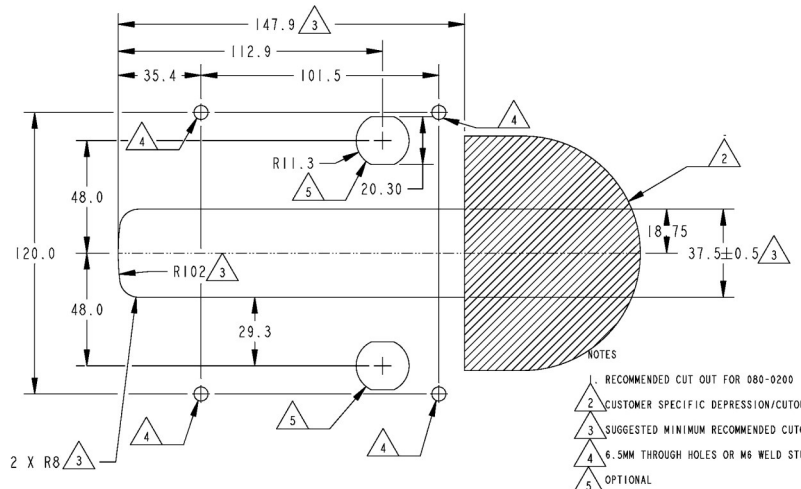 147.9 3
112.9
35.4
101.5
4
4
2
R11.3
5
20.30
48.0
18.75
120.0
R102 3
37.5±0.5 3
48.0
29.3
NOTES
1. RECOMMENDED CUT OUT FOR 080-0200
2 CUSTOMER SPECIFIC DEPRESSION/CUTO
3 SUGGESTED MINIMUM RECOMMENDED CUT
4 6.5MM THROUGH HOLES OR M6 WELD ST
5 OPTIONAL
4
5
4
2 X R8 3